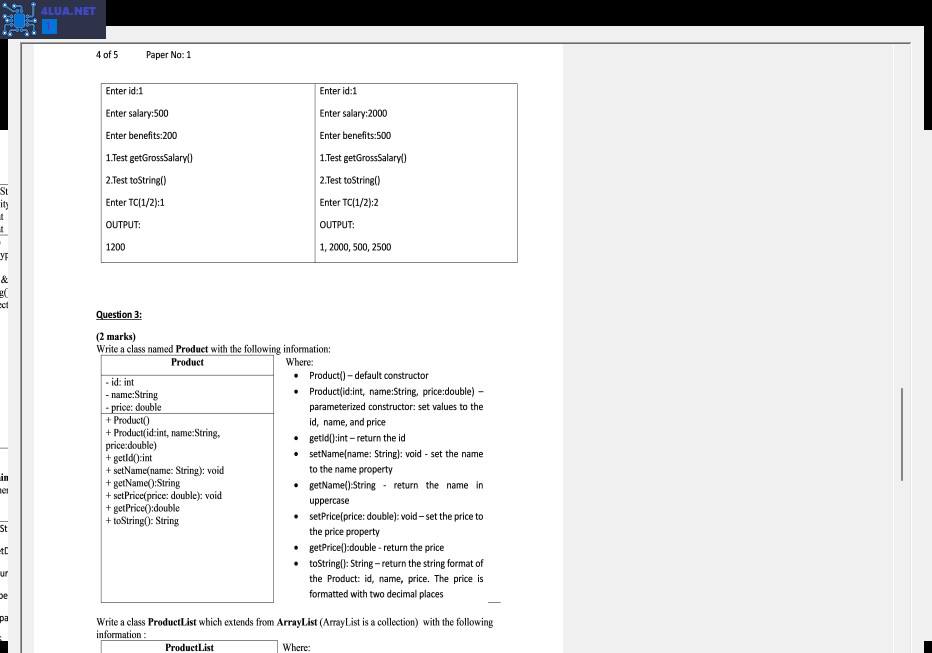 4LUA.NET
1
4 of 5 Paper No: 1
Enter id:1
Enter salary:500
Enter benefits:200
1.Test getGrossSalary()
2.Test toString()
Enter TC(1/2):1
OUTPUT:
1200
Enter id:1
Enter salary:2000
Enter benefits:500
1.Test getGrossSalary()
2.Test toString()
Enter TC(1/2):2
OUTPUT:
1, 2000, 500, 2500
Question 3:
(2 marks)
Write a class named Product with the following information:
Product
- id: int
- name:String
- price: double
+ Product()
+ Product(id:int, name:String,
price:double)
+ getId():int
+ setName(name: String): void
+ getName():String
+ setPrice(price: double): void
+ getPrice():double
+ toString(): String
Where:
• Product() – default constructor
• Product(id:int, name:String, price:double) –
parameterized constructor: set values to the
id, name, and price
• getId():int – return the id
• setName(name: String): void - set the name
to the name property
• getName():String - return the name in
uppercase
• setPrice(price: double): void – set the price to
the price property
• getPrice():double - return the price
• toString(): String – return the string format of
the Product: id, name, price. The price is
formatted with two decimal places
Write a class ProductList which extends from ArrayList (ArrayList is a collection) with the following
information :
ProductList
Where: